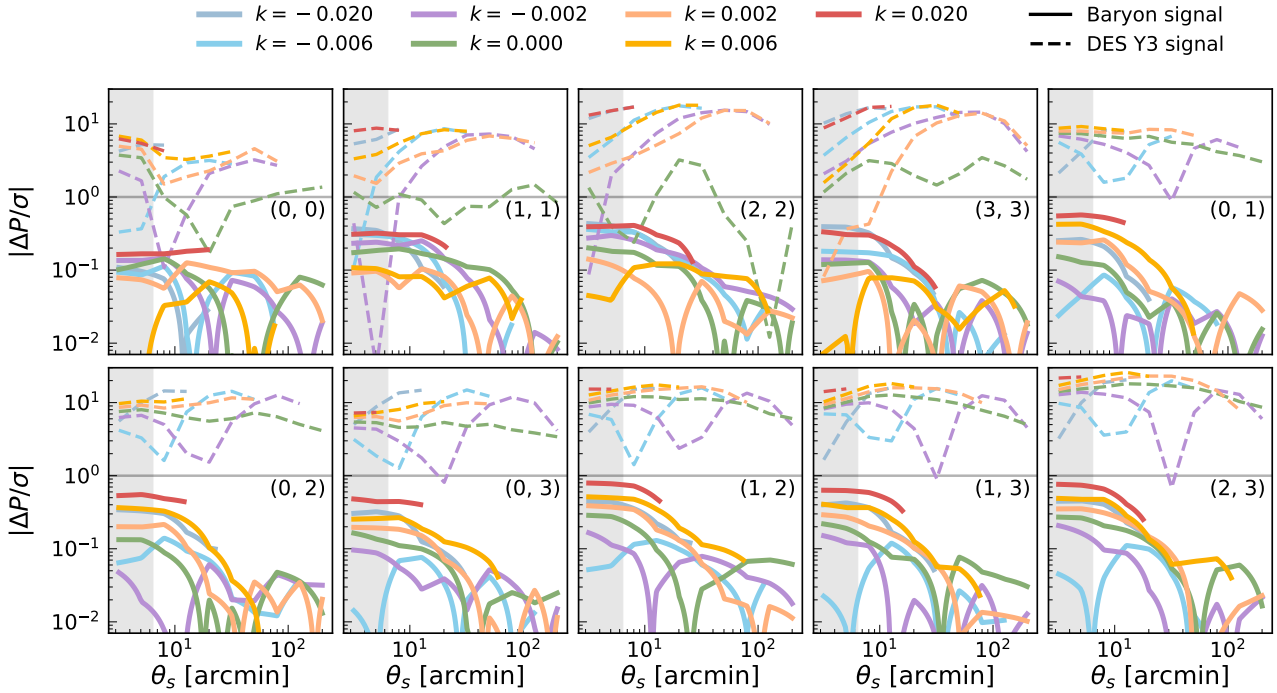 k = −0.020 k = −0.002 k = 0.002 k = 0.020 Baryon signal
k = −0.006 k = 0.000 k = 0.006 DES Y3 signal
|ΔP/σ|
10¹
10⁰
10⁻¹
10⁻²
(0, 0) (1, 1) (2, 2) (3, 3) (0, 1)
|ΔP/σ|
10¹
10⁰
10⁻¹
10⁻²
(0, 2) (0, 3) (1, 2) (1, 3) (2, 3)
10¹ 10² 10¹ 10² 10¹ 10² 10¹ 10² 10¹ 10²
θₛ [arcmin] θₛ [arcmin] θₛ [arcmin] θₛ [arcmin] θₛ [arcmin]